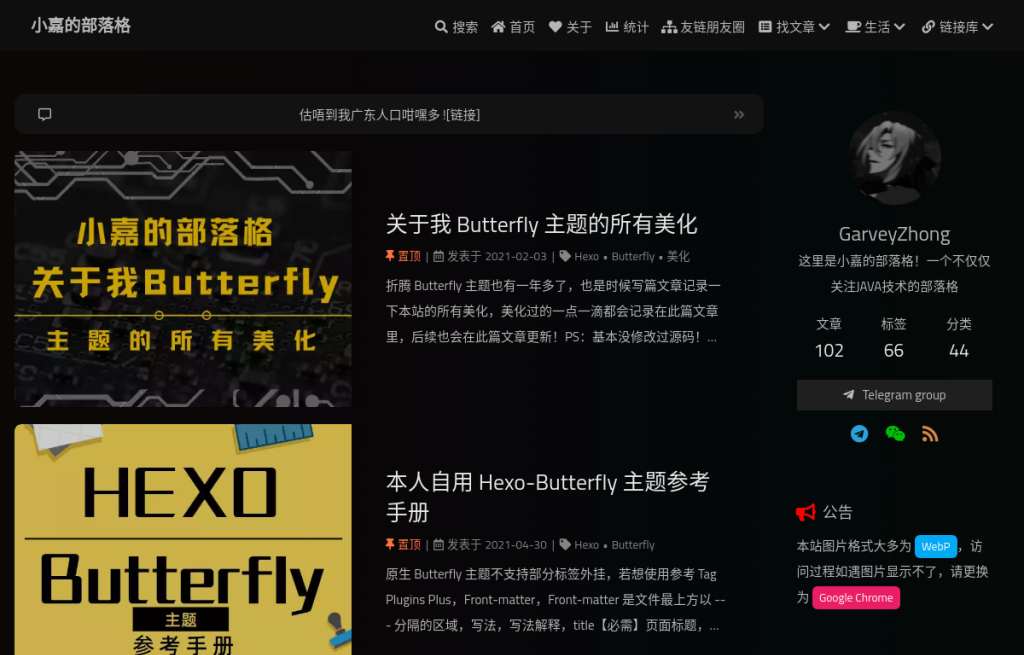 小嘉的部落格
搜索 首页 关于 统计 友链朋友圈 找文章 生活 链接库
估唔到我广东人口咁嘿多 ![链接]
小嘉的部落格
关于我Butterfly
主题的所有美化
关于我 Butterfly 主题的所有美化
置顶 | 发表于 2021-02-03 | Hexo • Butterfly • 美化
折腾 Butterfly 主题也有一年多了，也是时候写篇文章记录一
下本站的所有美化，美化过的一点一滴都会记录在此篇文章
里，后续也会在此篇文章更新！PS：基本没修改过源码！...
HEXO
Butterfly
主题
参考手册
本人自用 Hexo-Butterfly 主题参考
手册
置顶 | 发表于 2021-04-30 | Hexo • Butterfly
原生 Butterfly 主题不支持部分标签外挂，若想使用参考 Tag
Plugins Plus，Front-matter，Front-matter 是文件最上方以 --
- 分隔的区域，写法，写法解释，title【必需】页面标题，...
GarveyZhong
这里是小嘉的部落格！一个不仅仅
关注JAVA技术的部落格
文章 标签 分类
102 66 44
Telegram group
公告
本站图片格式大多为 WebP ，访
问过程如遇图片显示不了，请更换
为 Google Chrome